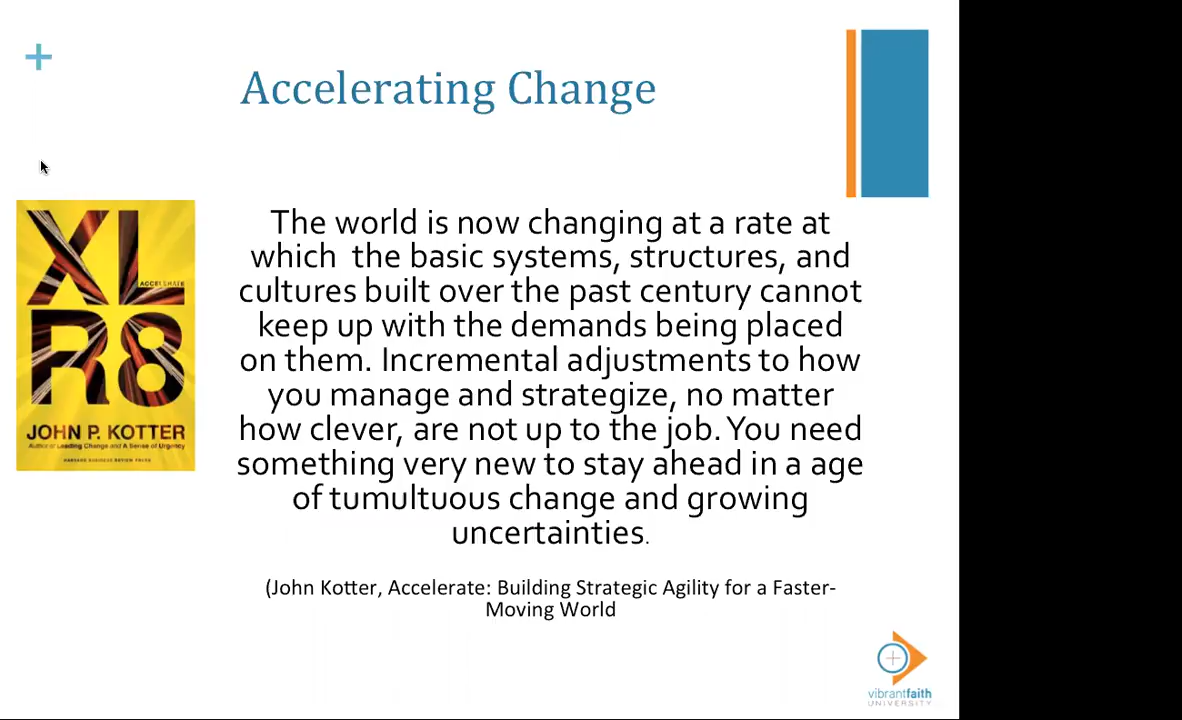 +
Accelerating Change
XL
ACCELERATE
R8
JOHN P. KOTTER
Author of Leading Change and A Sense of Urgency
HARVARD BUSINESS REVIEW PRESS
The world is now changing at a rate at
which  the basic systems, structures, and
cultures built over the past century cannot
keep up with the demands being placed
on them. Incremental adjustments to how
you manage and strategize, no matter
how clever, are not up to the job. You need
something very new to stay ahead in a age
of tumultuous change and growing
uncertainties.
(John Kotter, Accelerate: Building Strategic Agility for a Faster-
Moving World
vibrantfaith
UNIVERSITY